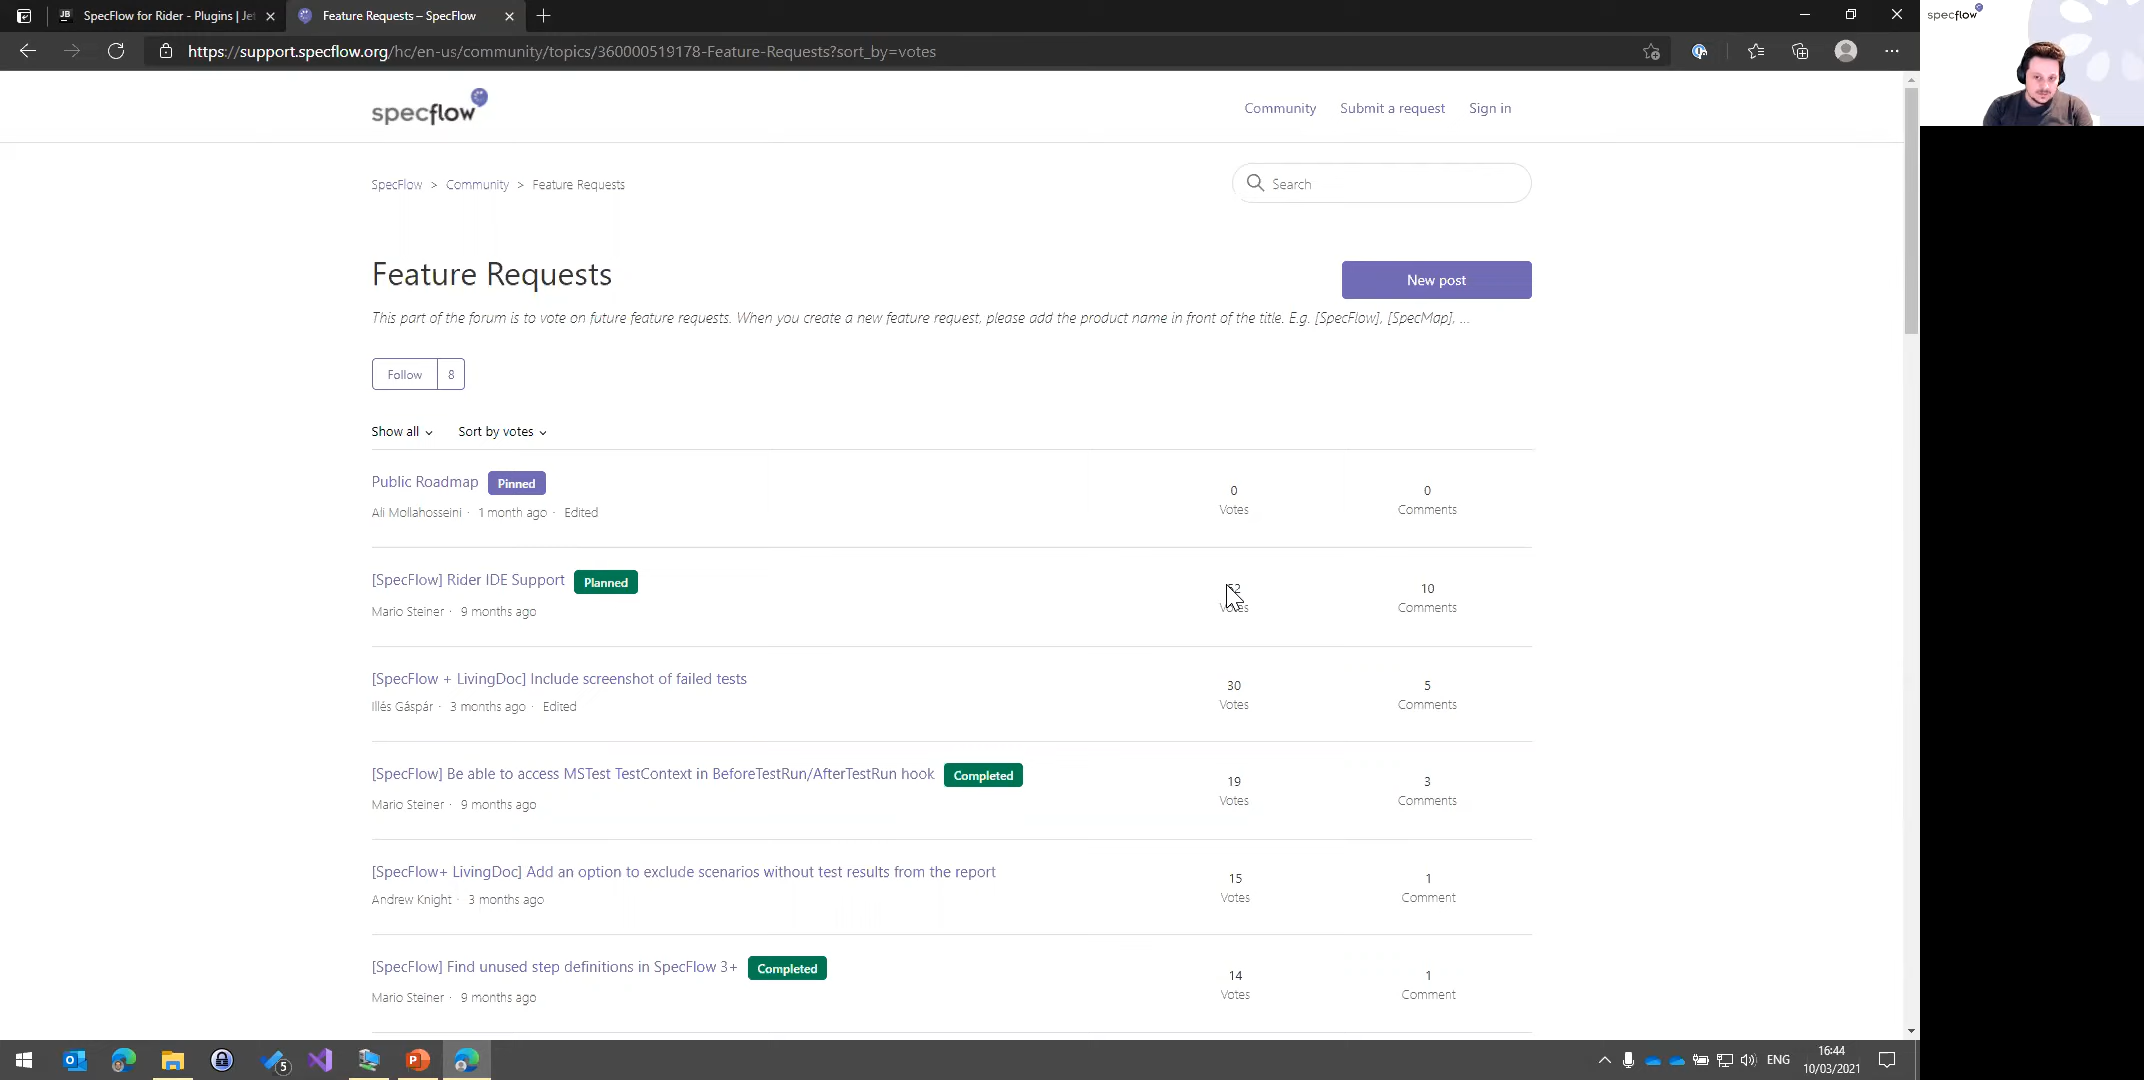 SpecFlow for Rider - Plugins | Jet
Feature Requests – SpecFlow
https://support.specflow.org/hc/en-us/community/topics/360000519178-Feature-Requests?sort_by=votes
specflow
specflow
Community
Submit a request
Sign in
SpecFlow > Community > Feature Requests
Search
Feature Requests
New post
This part of the forum is to vote on future feature requests. When you create a new feature request, please add the product name in front of the title. E.g. [SpecFlow], [SpecMap], ...
Follow 8
Show all
Sort by votes
Public Roadmap Pinned
Ali Mollahosseini · 1 month ago · Edited
0
Votes
0
Comments
[SpecFlow] Rider IDE Support Planned
Mario Steiner · 9 months ago
Votes
10
Comments
[SpecFlow + LivingDoc] Include screenshot of failed tests
Illés Gáspár · 3 months ago · Edited
30
Votes
5
Comments
[SpecFlow] Be able to access MSTest TestContext in BeforeTestRun/AfterTestRun hook Completed
Mario Steiner · 9 months ago
19
Votes
3
Comments
[SpecFlow+ LivingDoc] Add an option to exclude scenarios without test results from the report
Andrew Knight · 3 months ago
15
Votes
1
Comment
[SpecFlow] Find unused step definitions in SpecFlow 3+ Completed
Mario Steiner · 9 months ago
14
Votes
1
Comment
5
ENG
16:44
10/03/2021